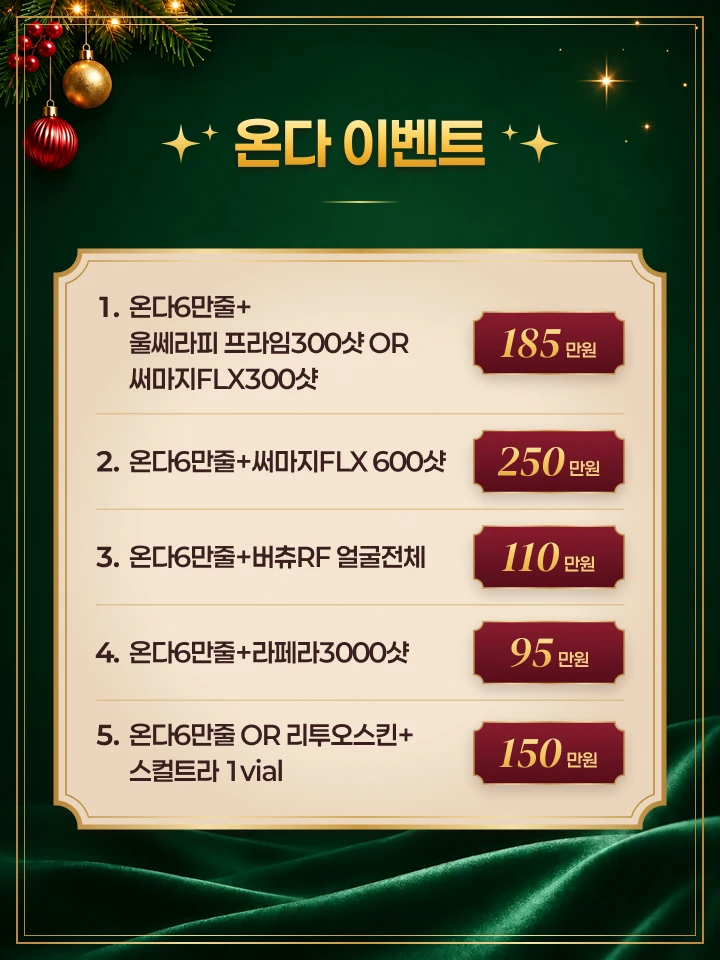 온다 이벤트
1. 온다6만줄+
울쎄라피 프라임300샷 OR
써마지FLX300샷
185 만원
2. 온다6만줄+써마지FLX 600샷
250 만원
3. 온다6만줄+버츄RF 얼굴전체
110 만원
4. 온다6만줄+라페라3000샷
95 만원
5. 온다6만줄 OR 리투오스킨+
스컬트라 1vial
150 만원